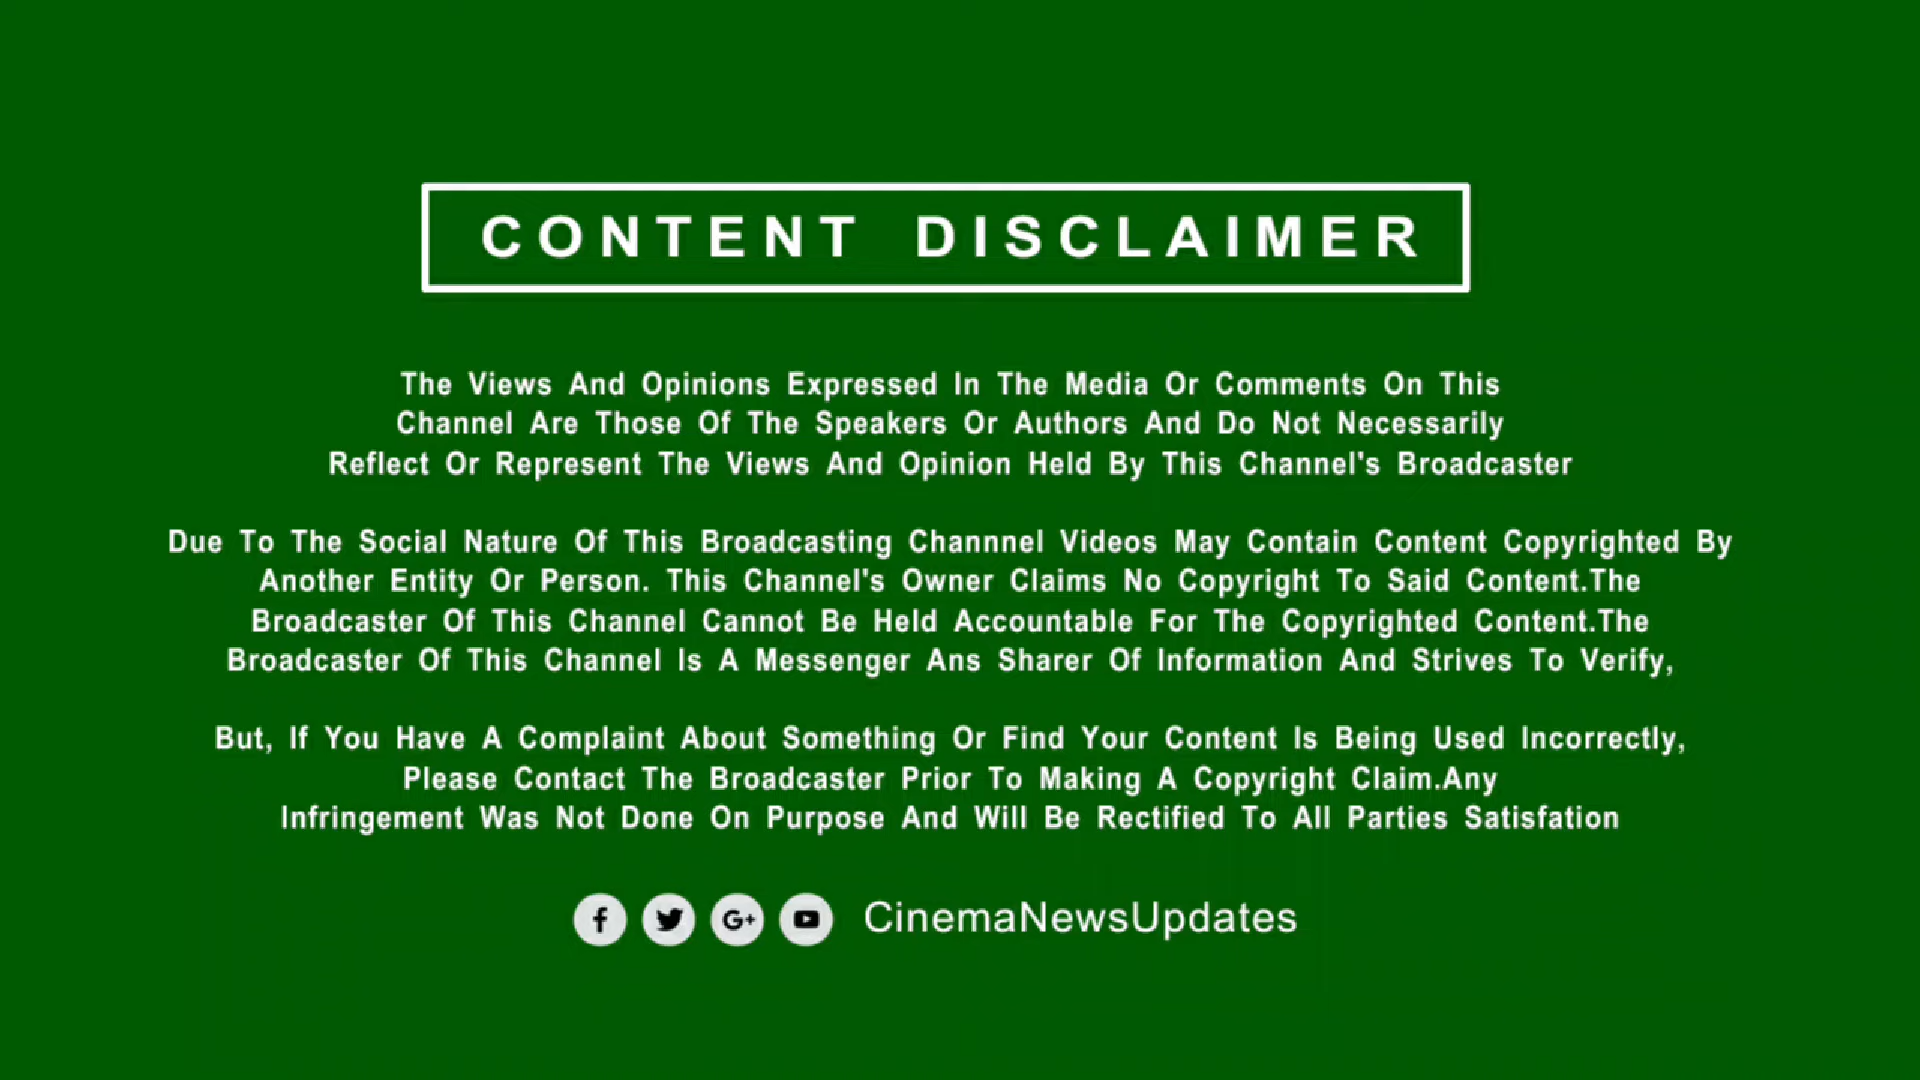 CONTENT DISCLAIMER
The Views And Opinions Expressed In The Media Or Comments On This
Channel Are Those Of The Speakers Or Authors And Do Not Necessarily
Reflect Or Represent The Views And Opinion Held By This Channel's Broadcaster
Due To The Social Nature Of This Broadcasting Channnel Videos May Contain Content Copyrighted By
Another Entity Or Person. This Channel's Owner Claims No Copyright To Said Content.The
Broadcaster Of This Channel Cannot Be Held Accountable For The Copyrighted Content.The
Broadcaster Of This Channel Is A Messenger Ans Sharer Of Information And Strives To Verify,
But, If You Have A Complaint About Something Or Find Your Content Is Being Used Incorrectly,
Please Contact The Broadcaster Prior To Making A Copyright Claim.Any
Infringement Was Not Done On Purpose And Will Be Rectified To All Parties Satisfation
CinemaNewsUpdates